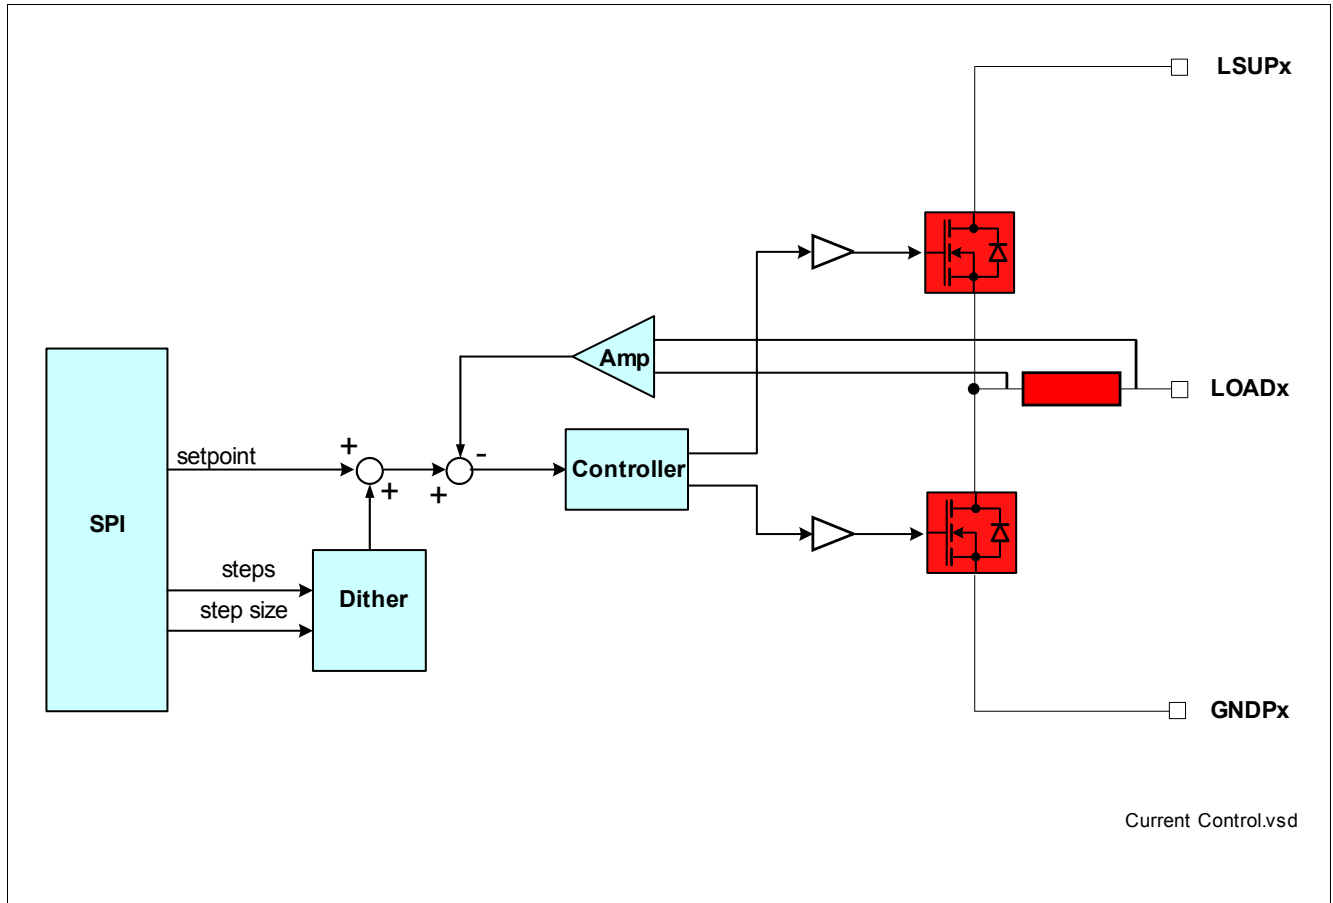 LSUPx
Amp
LOADx
+
-
setpoint
Controller
+
+
SPI
steps
Dither
step size
GNDPx
Current Control.vsd